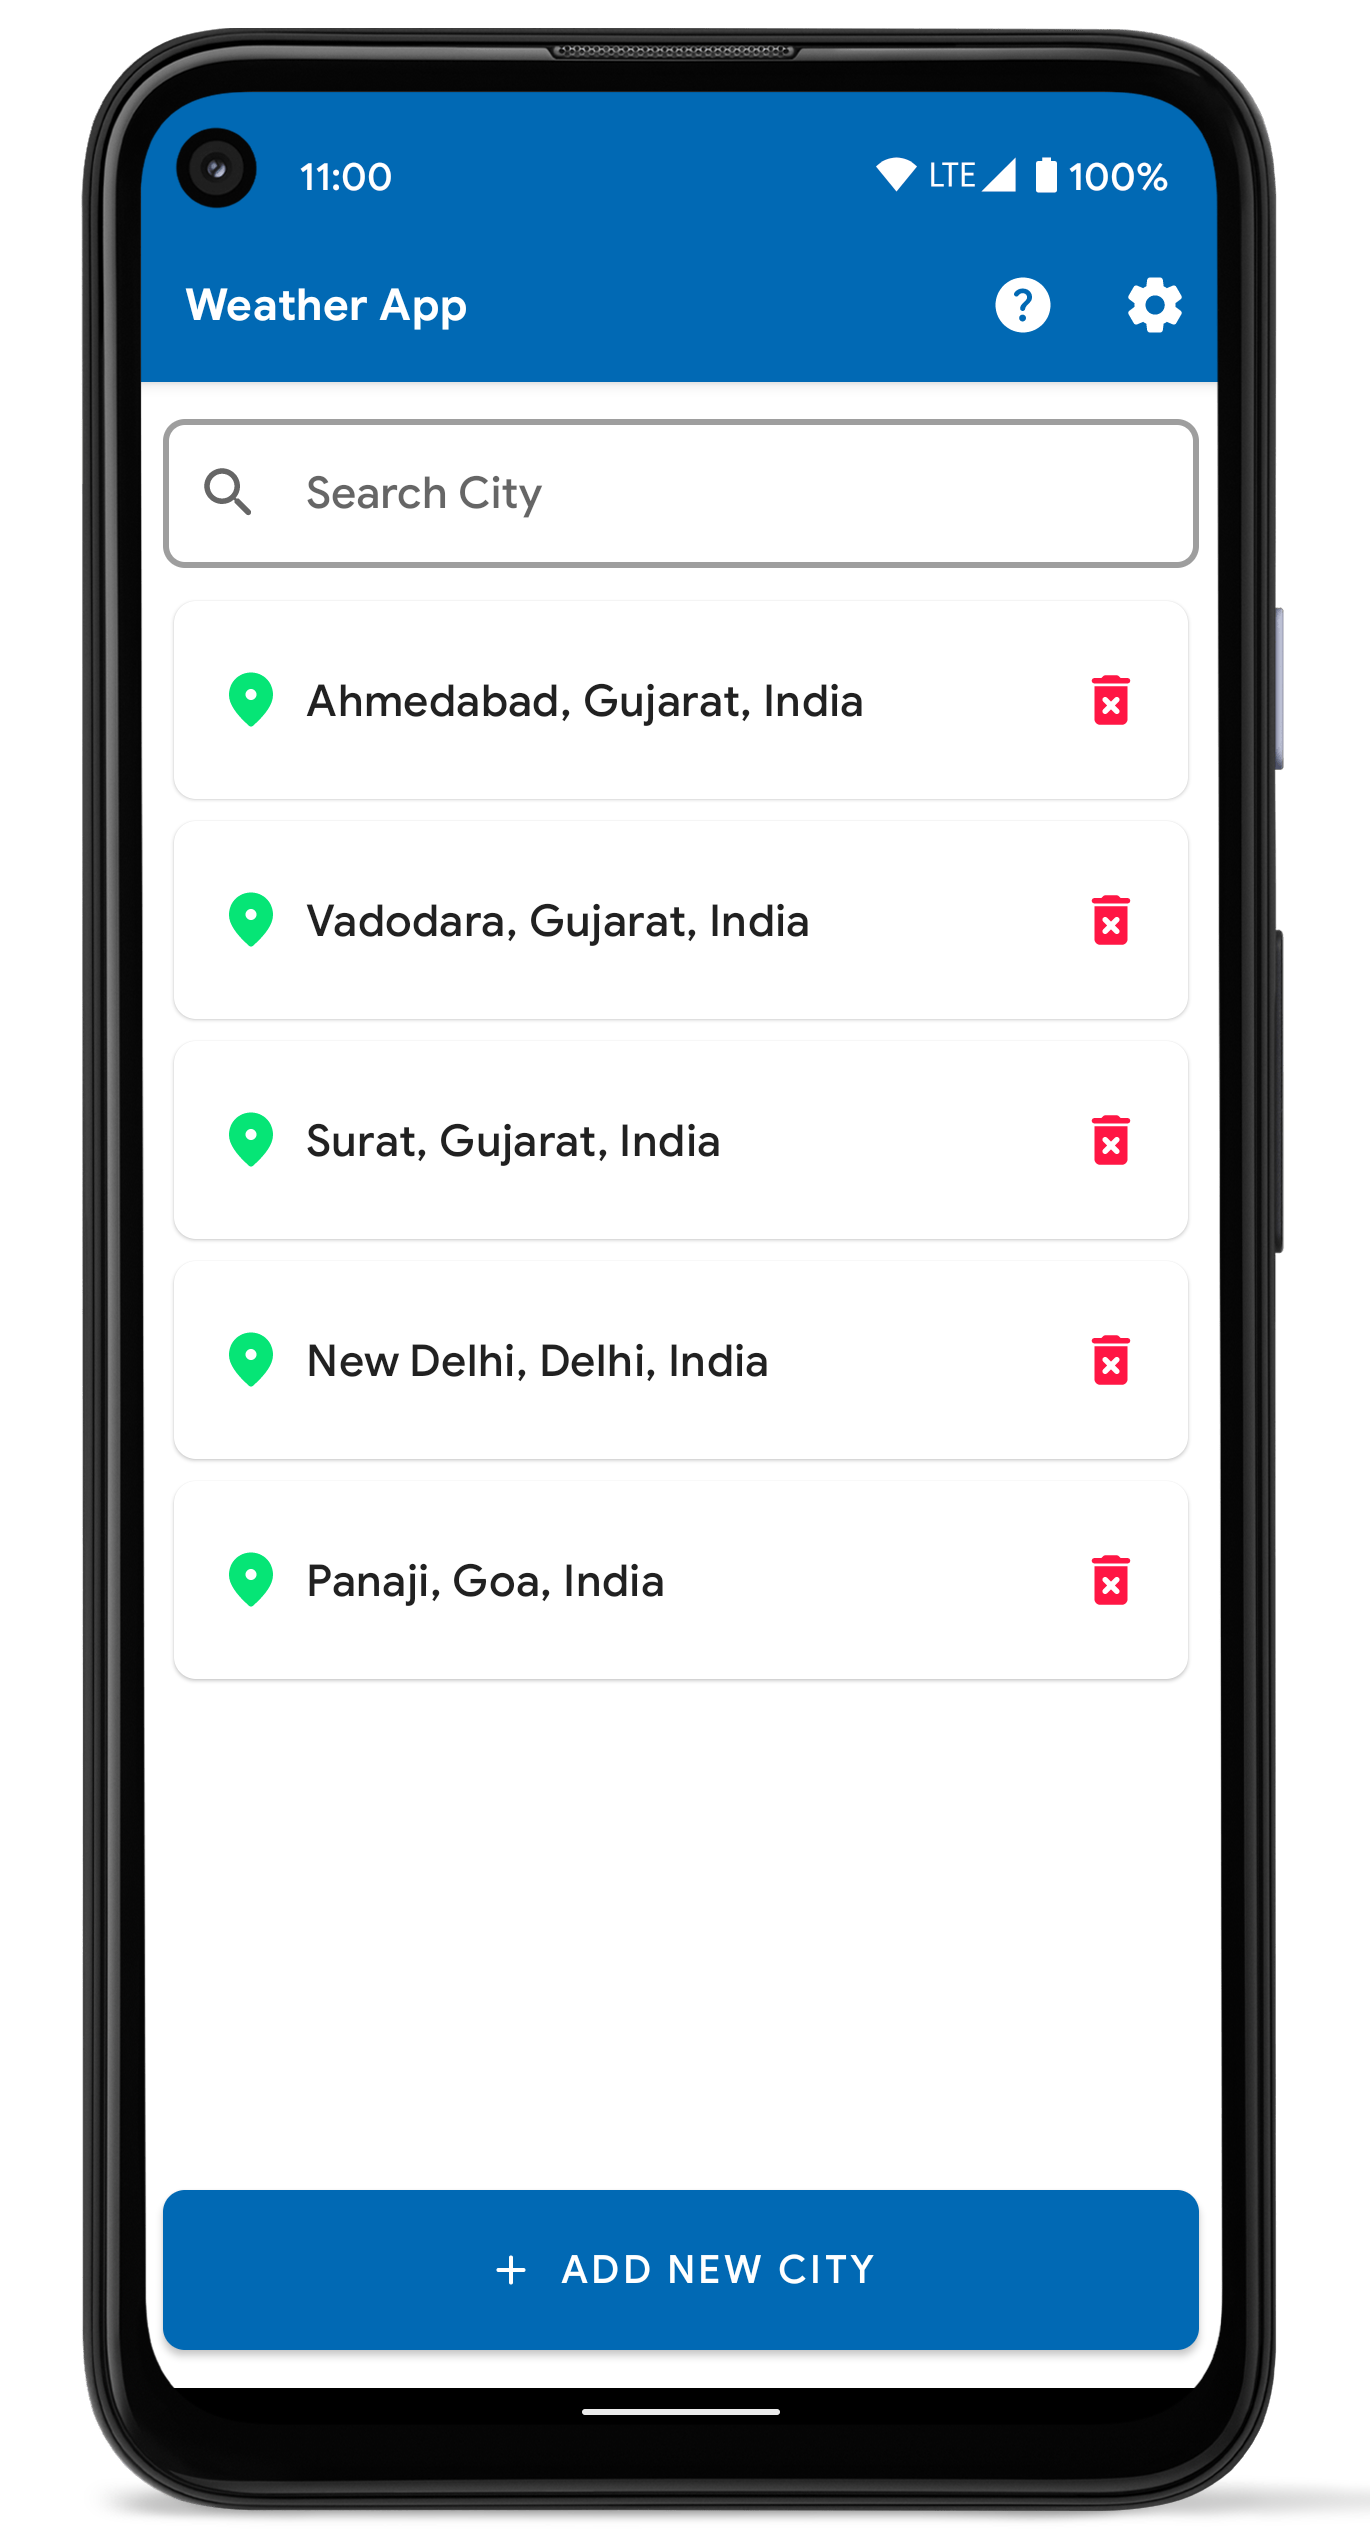 11:00 LTE 100%
Weather App
Search City
Ahmedabad, Gujarat, India
Vadodara, Gujarat, India
Surat, Gujarat, India
New Delhi, Delhi, India
Panaji, Goa, India
+ ADD NEW CITY